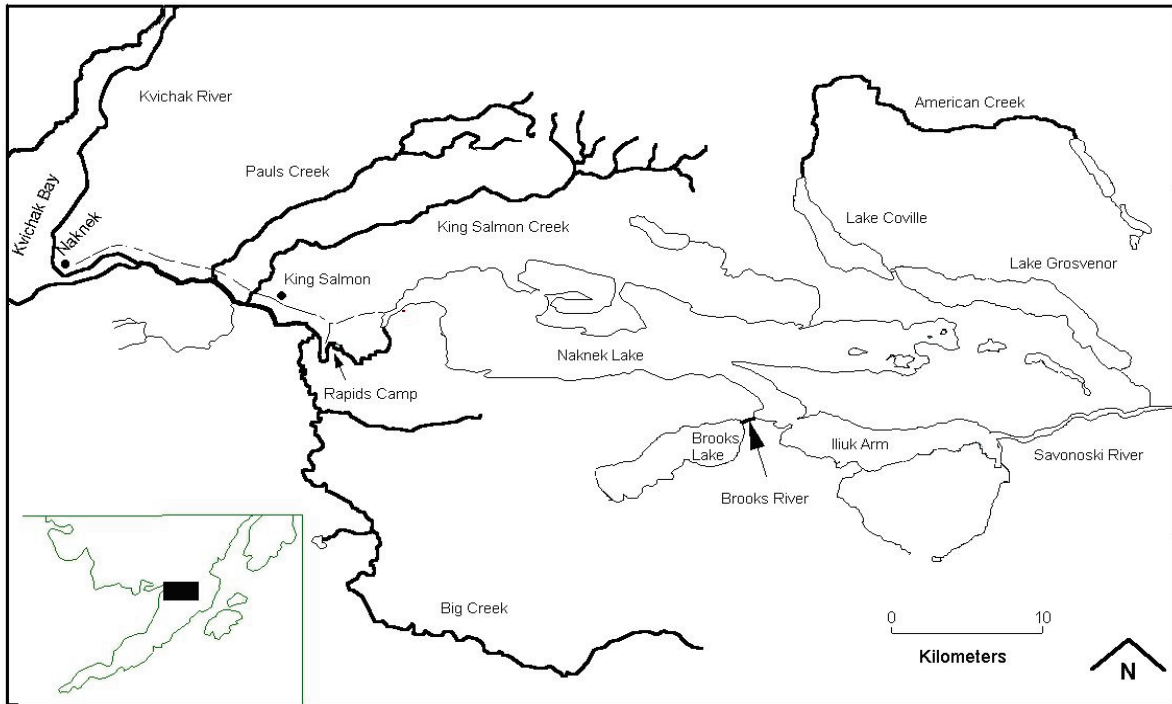 Kvichak River
American Creek
Pauls Creek
Kvichak Bay
Naknek
Lake Coville
King Salmon Creek
Lake Grosvenor
King Salmon
Naknek Lake
Rapids Camp
Brooks
Lake
Iliuk Arm
Savonoski River
Brooks River
Big Creek
0 10
Kilometers
N